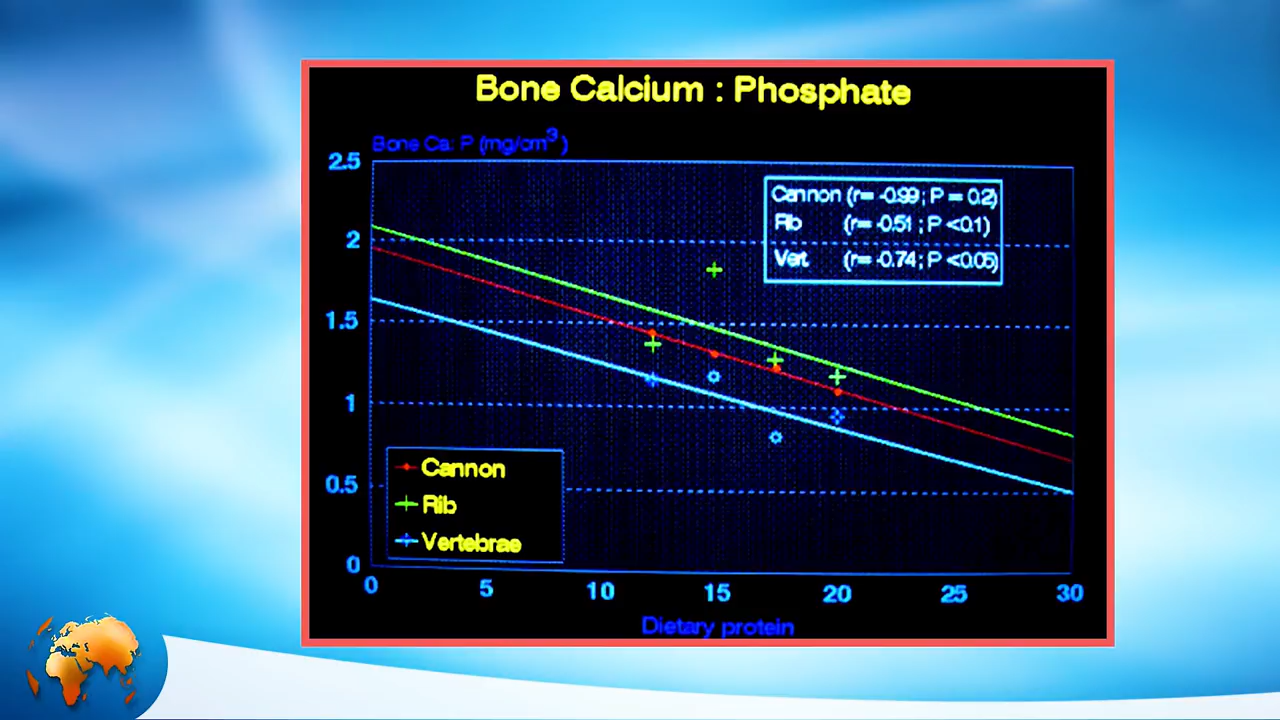 Bone Calcium : Phosphate
Bone Ca: P (mg/cm³)
2.5
2
1.5
1
0.5
0
Cannon (r= -0.99; P = 0.2)
Rib (r= -0.51 ; P <0.1)
Vert. (r= -0.74; P <0.05)
Cannon
Rib
Vertebrae
0 5 10 15 20 25 30
Dietary protein